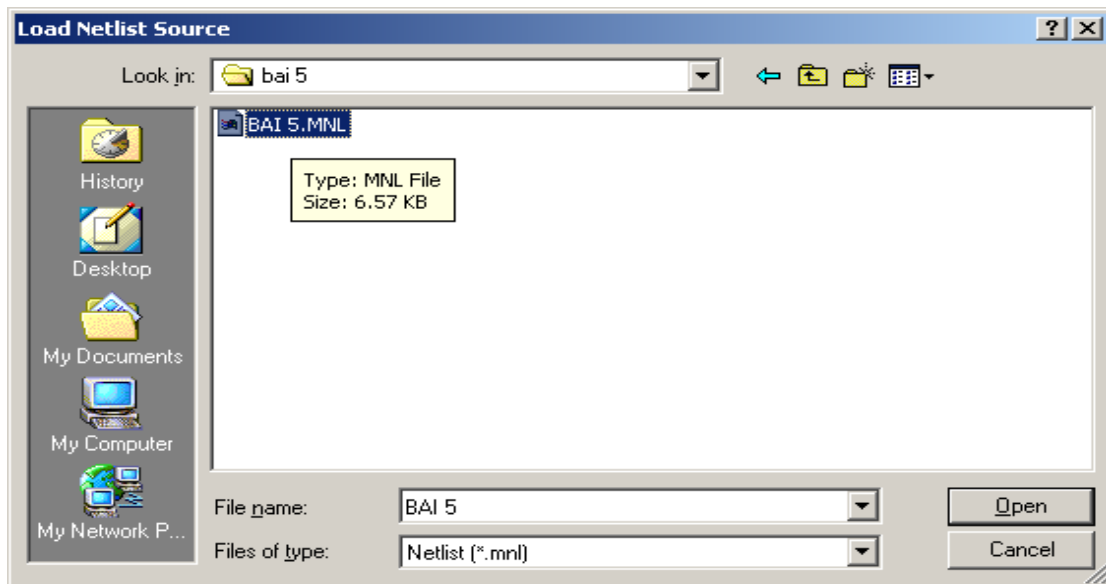 Load Netlist Source
Look in: bai 5
BAI 5.MNL
Type: MNL File
Size: 6.57 KB
History
Desktop
My Documents
My Computer
My Network P...
File name: BAI 5 Open
Files of type: Netlist (*.mnl) Cancel